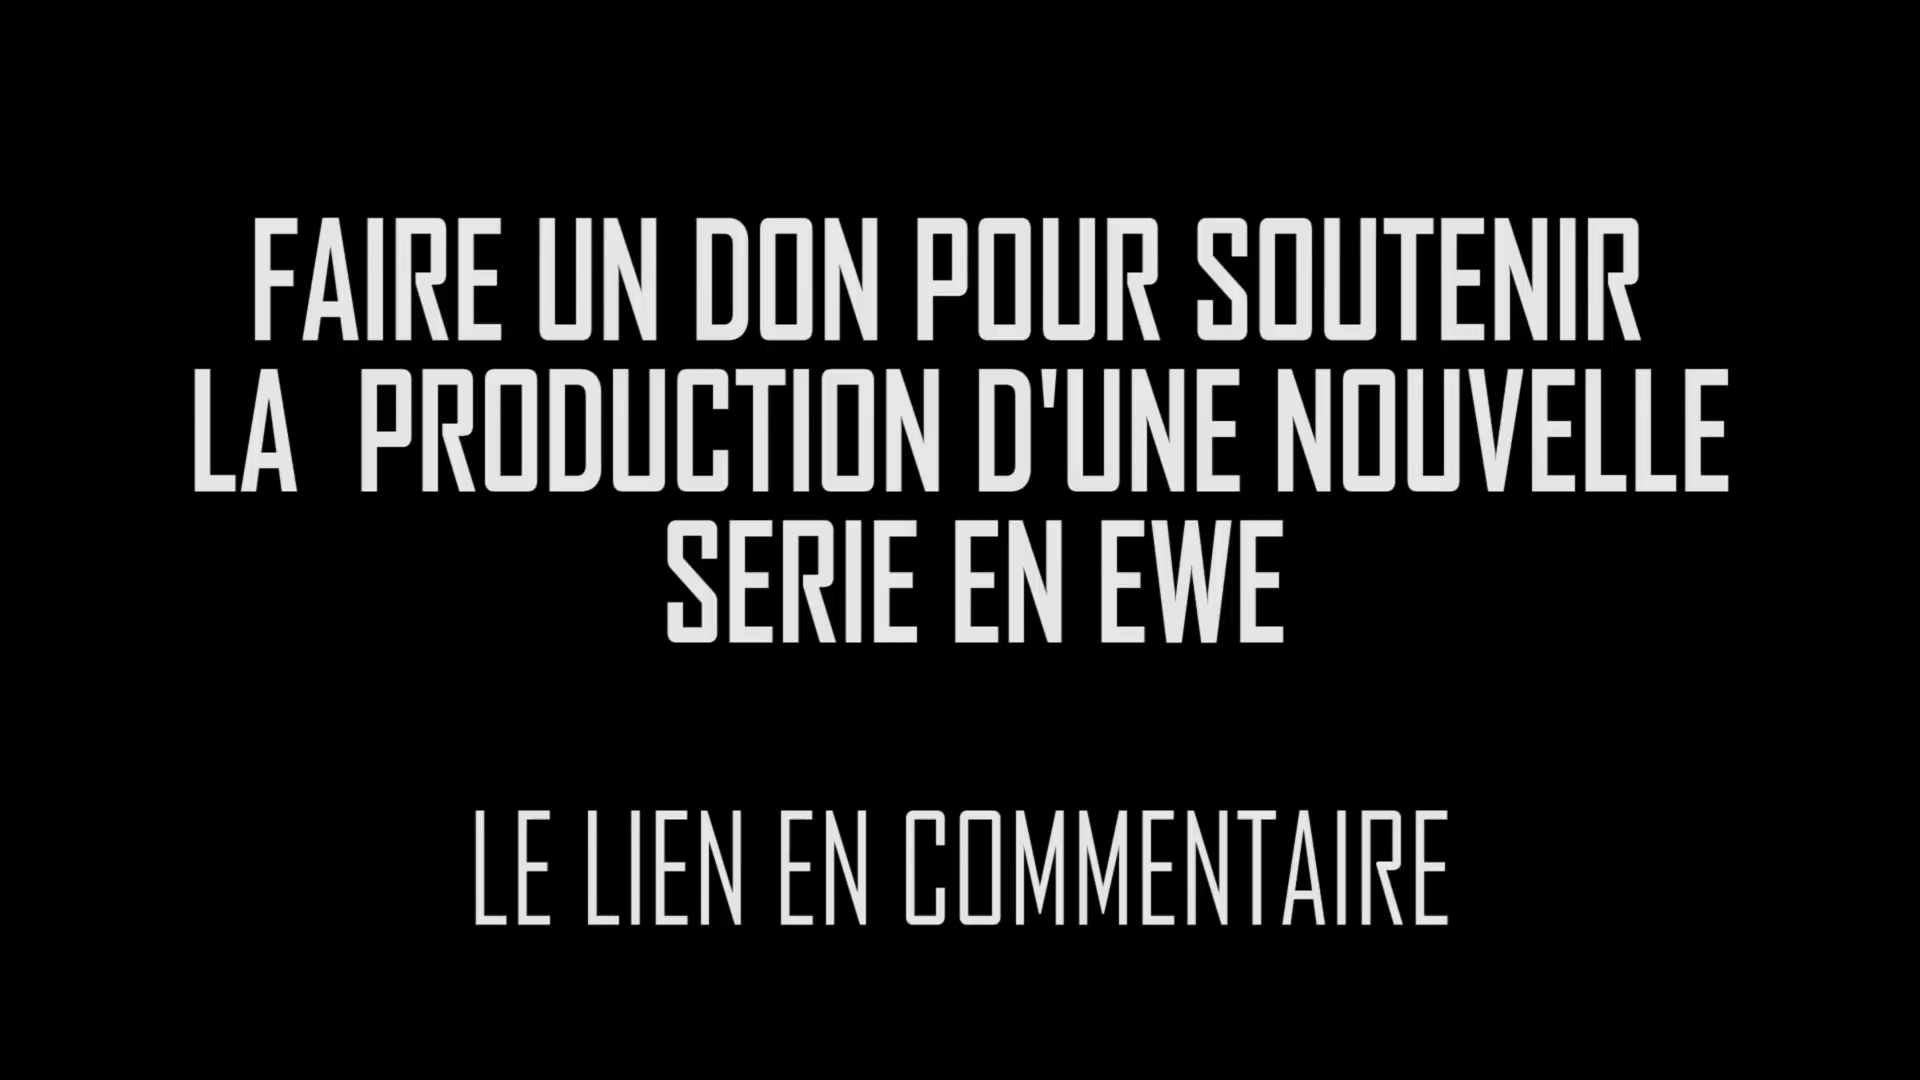 FAIRE UN DON POUR SOUTENIR
LA PRODUCTION D'UNE NOUVELLE
SERIE EN EWE
LE LIEN EN COMMENTAIRE